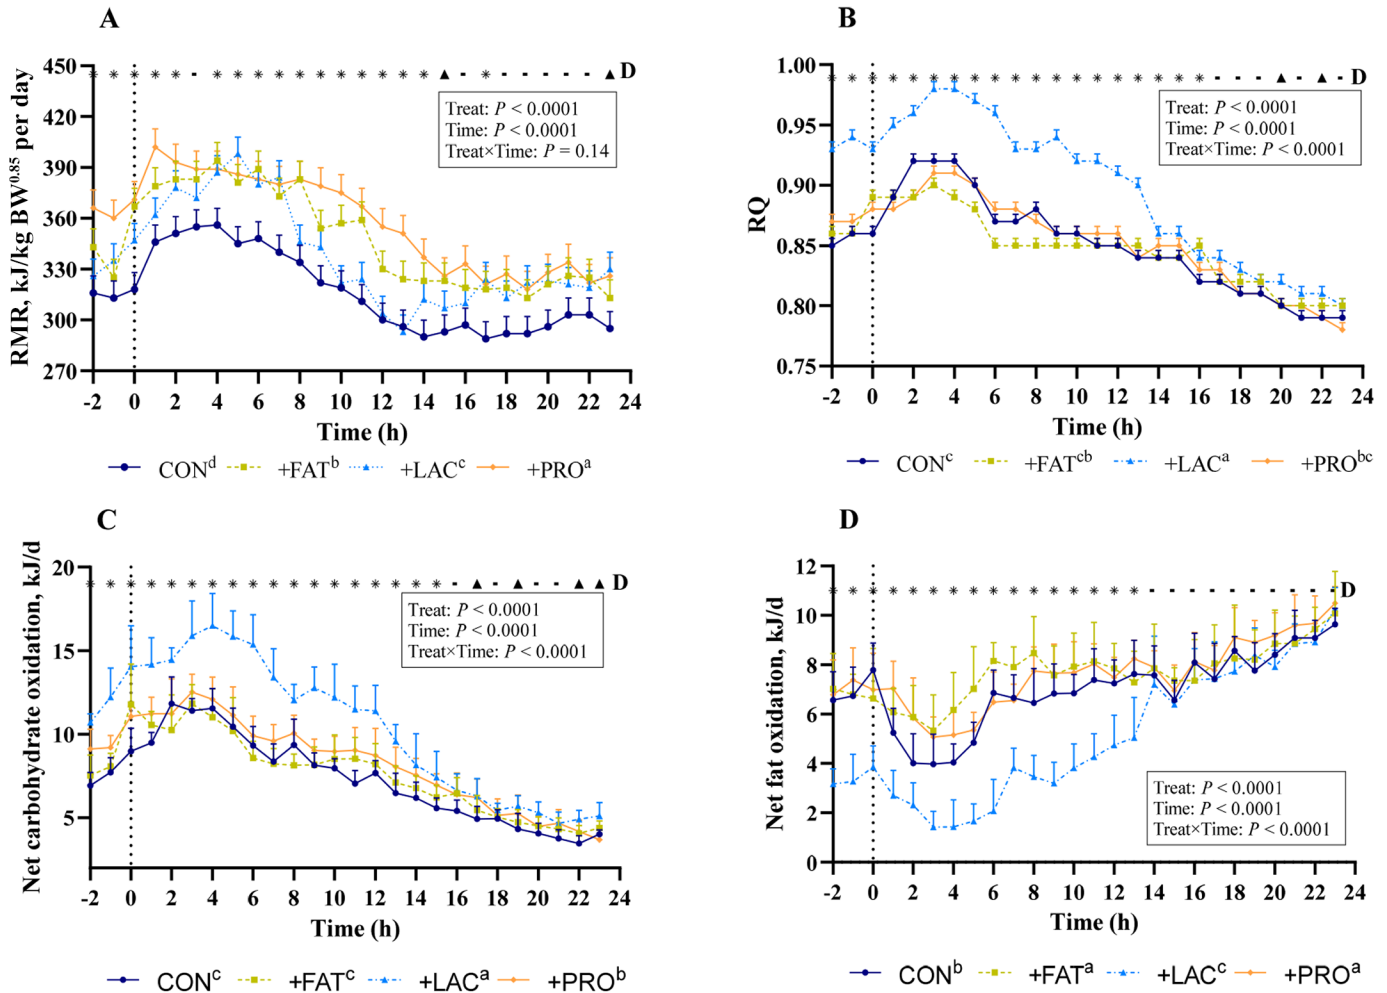 A
RMR, kJ/kg BW0.85 per day
450
420
390
360
330
300
270
D
Treat: P < 0.0001
Time: P < 0.0001
Treat×Time: P = 0.14
-2 0 2 4 6 8 10 12 14 16 18 20 22 24
Time (h)
CONd +FATb +LACc +PROa
B
RQ
1.00
0.95
0.90
0.85
0.80
0.75
D
Treat: P < 0.0001
Time: P < 0.0001
Treat×Time: P < 0.0001
-2 0 2 4 6 8 10 12 14 16 18 20 22 24
Time (h)
CONc +FATcb +LACa +PRObc
C
Net carbohydrate oxidation, kJ/d
20
15
10
5
D
Treat: P < 0.0001
Time: P < 0.0001
Treat×Time: P < 0.0001
-2 0 2 4 6 8 10 12 14 16 18 20 22 24
Time (h)
CONc +FATc +LACa +PROb
D
Net fat oxidation, kJ/d
12
10
8
6
4
2
0
D
Treat: P < 0.0001
Time: P < 0.0001
Treat×Time: P < 0.0001
-2 0 2 4 6 8 10 12 14 16 18 20 22 24
Time (h)
CONb +FATa +LACc +PROa